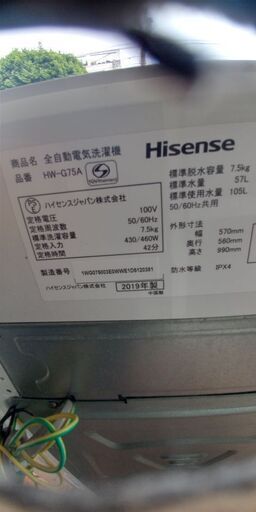 商品名 全自動電気洗濯機
品番 HW-G75A
Hisense
ハイセンスジャパン株式会社
定格電圧 100V
定格周波数 50/60Hz
標準洗濯容量 7.5kg
定格入力 430/460W
定格時間 42分
標準脱水容量 7.5kg
標準水量 57L
標準使用水量 105L
50/60Hz共用
外形寸法
幅 570mm
奥行 560mm
高さ 990mm
防水等級 IPX4
製造番号:
ハイセンスジャパン株式会社
2019年製
中国製